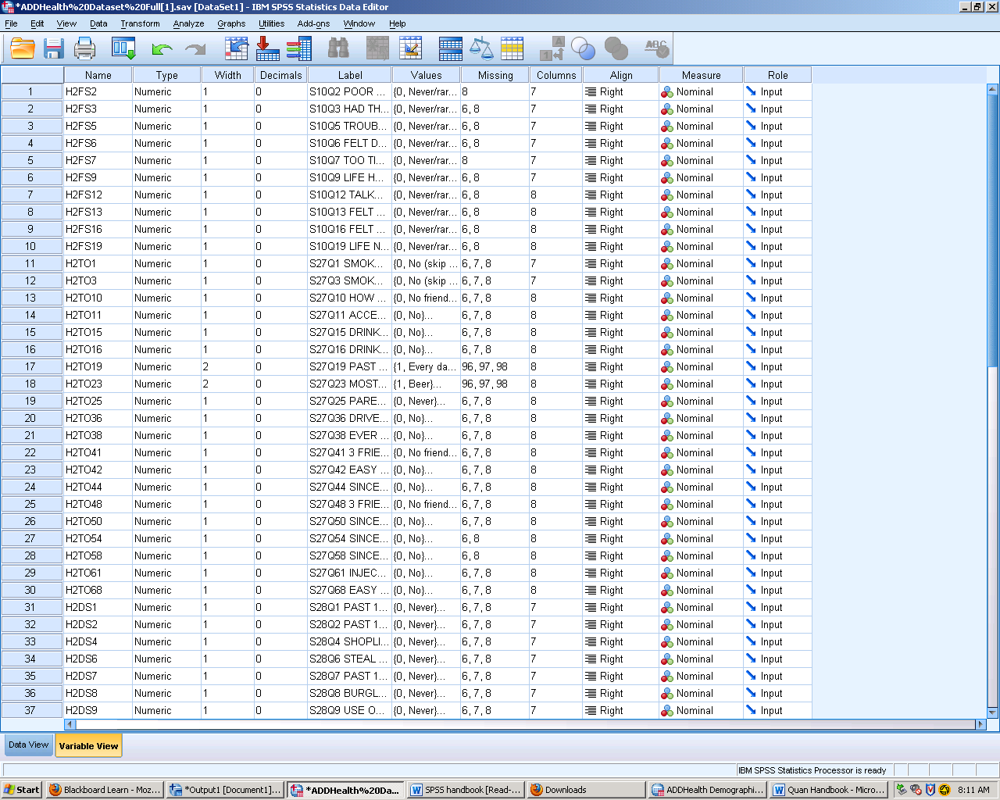 *ADDHealth%20Dataset%20Full[1].sav [DataSet1] - IBM SPSS Statistics Data Editor
File Edit View Data Transform Analyze Graphs Utilities Add-ons Window Help
Name Type Width Decimals Label Values Missing Columns Align Measure Role
1 H2FS2 Numeric 1 0 S10Q2 POOR ... {0, Never/rar... 8 7 Right Nominal Input
2 H2FS3 Numeric 1 0 S10Q3 HAD TH... {0, Never/rar... 6, 8 7 Right Nominal Input
3 H2FS5 Numeric 1 0 S10Q5 TROUB... {0, Never/rar... 6, 8 7 Right Nominal Input
4 H2FS6 Numeric 1 0 S10Q6 FELT D... {0, Never/rar... 6, 8 7 Right Nominal Input
5 H2FS7 Numeric 1 0 S10Q7 TOO TI... {0, Never/rar... 8 7 Right Nominal Input
6 H2FS9 Numeric 1 0 S10Q9 LIFE H... {0, Never/rar... 6, 8 7 Right Nominal Input
7 H2FS12 Numeric 1 0 S10Q12 TALK... {0, Never/rar... 6, 8 8 Right Nominal Input
8 H2FS13 Numeric 1 0 S10Q13 FELT ... {0, Never/rar... 6, 8 8 Right Nominal Input
9 H2FS16 Numeric 1 0 S10Q16 FELT ... {0, Never/rar... 6, 8 8 Right Nominal Input
10 H2FS19 Numeric 1 0 S10Q19 LIFE N... {0, Never/rar... 6, 8 8 Right Nominal Input
11 H2TO1 Numeric 1 0 S27Q1 SMOK... {0, No (skip ... 6, 7, 8 7 Right Nominal Input
12 H2TO3 Numeric 1 0 S27Q3 SMOK... {0, No (skip ... 6, 7, 8 7 Right Nominal Input
13 H2TO10 Numeric 1 0 S27Q10 HOW ... {0, No friend... 6, 7, 8 8 Right Nominal Input
14 H2TO11 Numeric 1 0 S27Q11 ACCE... {0, No}... 6, 7, 8 8 Right Nominal Input
15 H2TO15 Numeric 1 0 S27Q15 DRINK... {0, No}... 6, 7, 8 8 Right Nominal Input
16 H2TO16 Numeric 1 0 S27Q16 DRINK... {0, No}... 6, 7, 8 8 Right Nominal Input
17 H2TO19 Numeric 2 0 S27Q19 PAST ... {1, Every da... 96, 97, 98 8 Right Nominal Input
18 H2TO23 Numeric 2 0 S27Q23 MOST... {1, Beer}... 96, 97, 98 8 Right Nominal Input
19 H2TO25 Numeric 1 0 S27Q25 PARE... {0, Never}... 6, 7, 8 8 Right Nominal Input
20 H2TO36 Numeric 1 0 S27Q36 DRIVE... {0, No}... 6, 7, 8 8 Right Nominal Input
21 H2TO38 Numeric 1 0 S27Q38 EVER ... {0, No}... 6, 7, 8 8 Right Nominal Input
22 H2TO41 Numeric 1 0 S27Q41 3 FRIE... {0, No friend... 6, 7, 8 8 Right Nominal Input
23 H2TO42 Numeric 1 0 S27Q42 EASY ... {0, No}... 6, 7, 8 8 Right Nominal Input
24 H2TO44 Numeric 1 0 S27Q44 SINCE... {0, No}... 6, 7, 8 8 Right Nominal Input
25 H2TO48 Numeric 1 0 S27Q48 3 FRIE... {0, No friend... 6, 7, 8 8 Right Nominal Input
26 H2TO50 Numeric 1 0 S27Q50 SINCE... {0, No}... 6, 7, 8 8 Right Nominal Input
27 H2TO54 Numeric 1 0 S27Q54 SINCE... {0, No}... 6, 8 8 Right Nominal Input
28 H2TO58 Numeric 1 0 S27Q58 SINCE... {0, No}... 6, 8 8 Right Nominal Input
29 H2TO61 Numeric 1 0 S27Q61 INJEC... {0, No}... 6, 7, 8 8 Right Nominal Input
30 H2TO68 Numeric 1 0 S27Q68 EASY ... {0, No}... 6, 7, 8 8 Right Nominal Input
31 H2DS1 Numeric 1 0 S28Q1 PAST 1... {0, Never}... 6, 7, 8 7 Right Nominal Input
32 H2DS2 Numeric 1 0 S28Q2 PAST 1... {0, Never}... 6, 7, 8 7 Right Nominal Input
33 H2DS4 Numeric 1 0 S28Q4 SHOPLI... {0, Never}... 6, 7, 8 7 Right Nominal Input
34 H2DS6 Numeric 1 0 S28Q6 STEAL ... {0, Never}... 6, 7, 8 7 Right Nominal Input
35 H2DS7 Numeric 1 0 S28Q7 PAST 1... {0, Never}... 6, 7, 8 7 Right Nominal Input
36 H2DS8 Numeric 1 0 S28Q8 BURGL... {0, Never}... 6, 7, 8 7 Right Nominal Input
37 H2DS9 Numeric 1 0 S28Q9 USE O... {0, Never}... 6, 7, 8 7 Right Nominal Input
Data View Variable View
IBM SPSS Statistics Processor is ready
Start Blackboard Learn - Moz... *Output1 [Document1]... *ADDHealth%20Da... SPSS handbook [Read-... Downloads ADDHealth Demographi... Quan Handbook - Micro... 8:11 AM